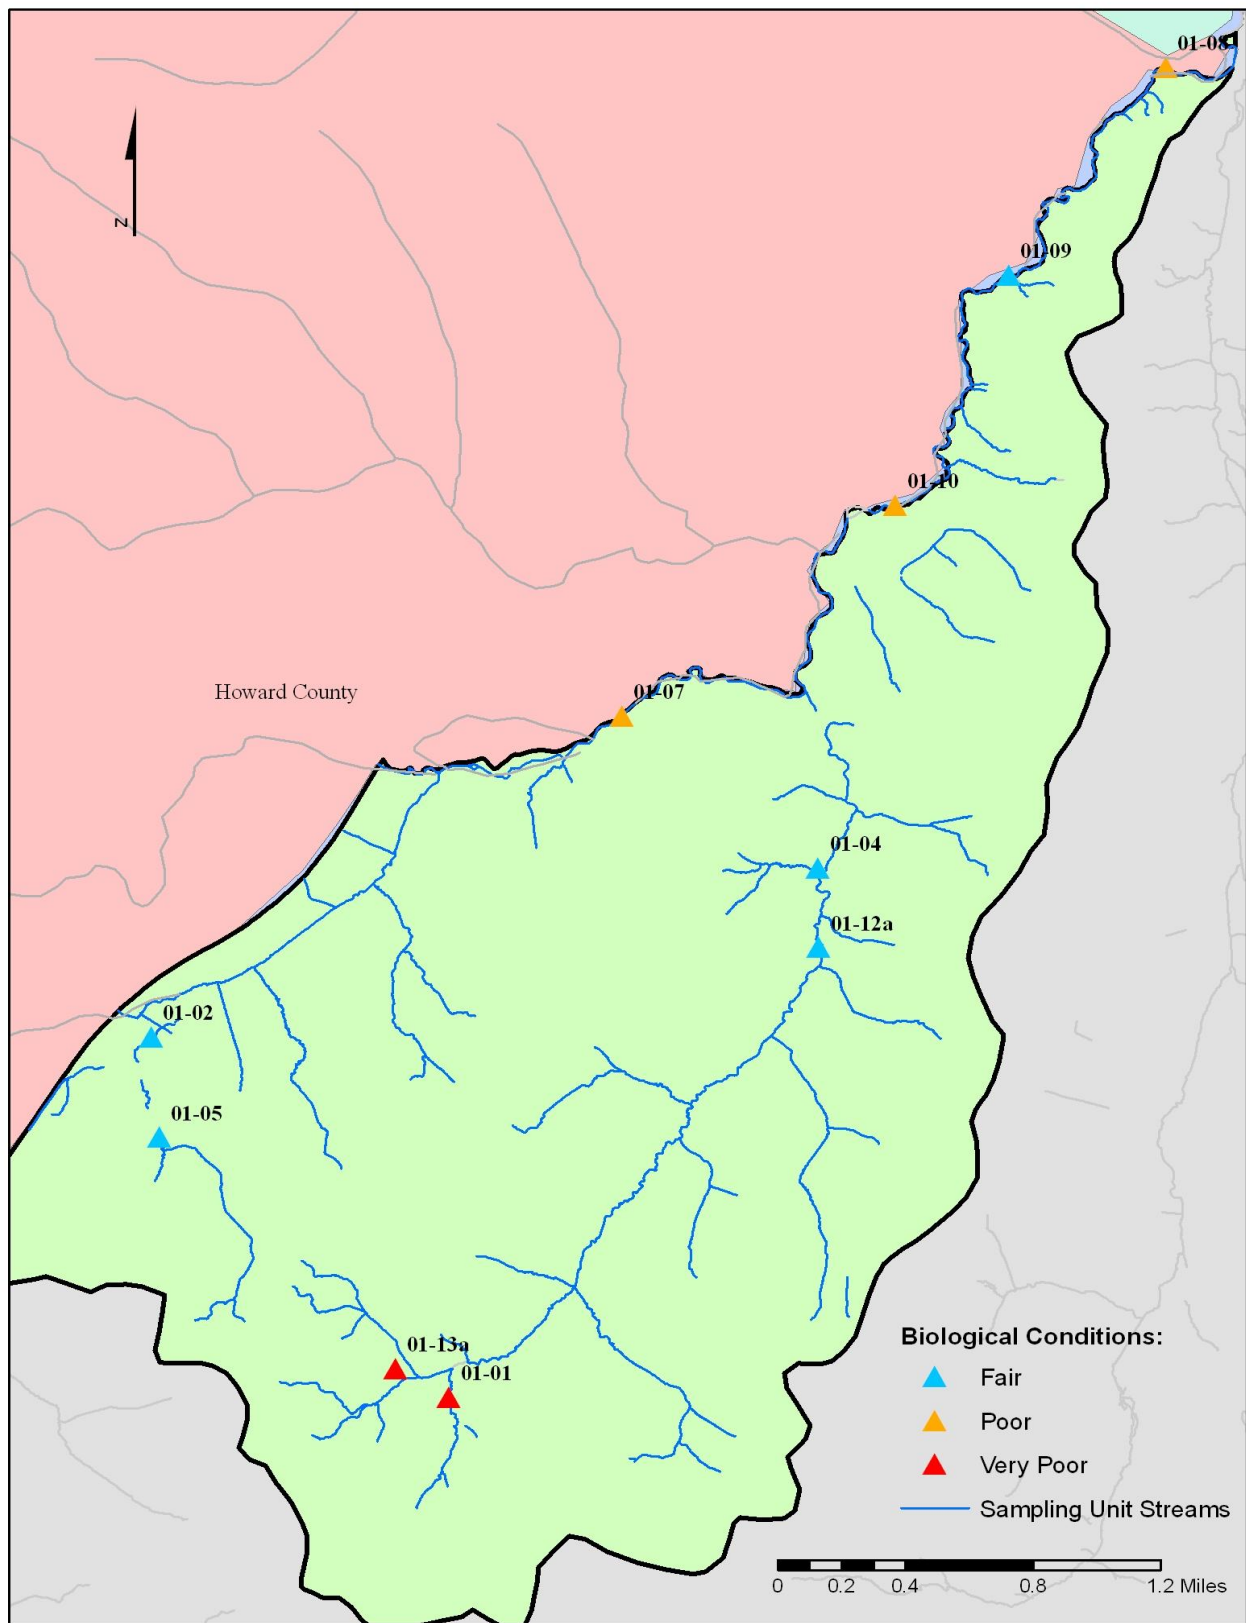 01-08
N
01-09
01-10
Howard County
01-07
01-04
01-12a
01-02
01-05
01-13a
01-01
Biological Conditions:
Fair
Poor
Very Poor
Sampling Unit Streams
0 0.2 0.4 0.8 1.2 Miles